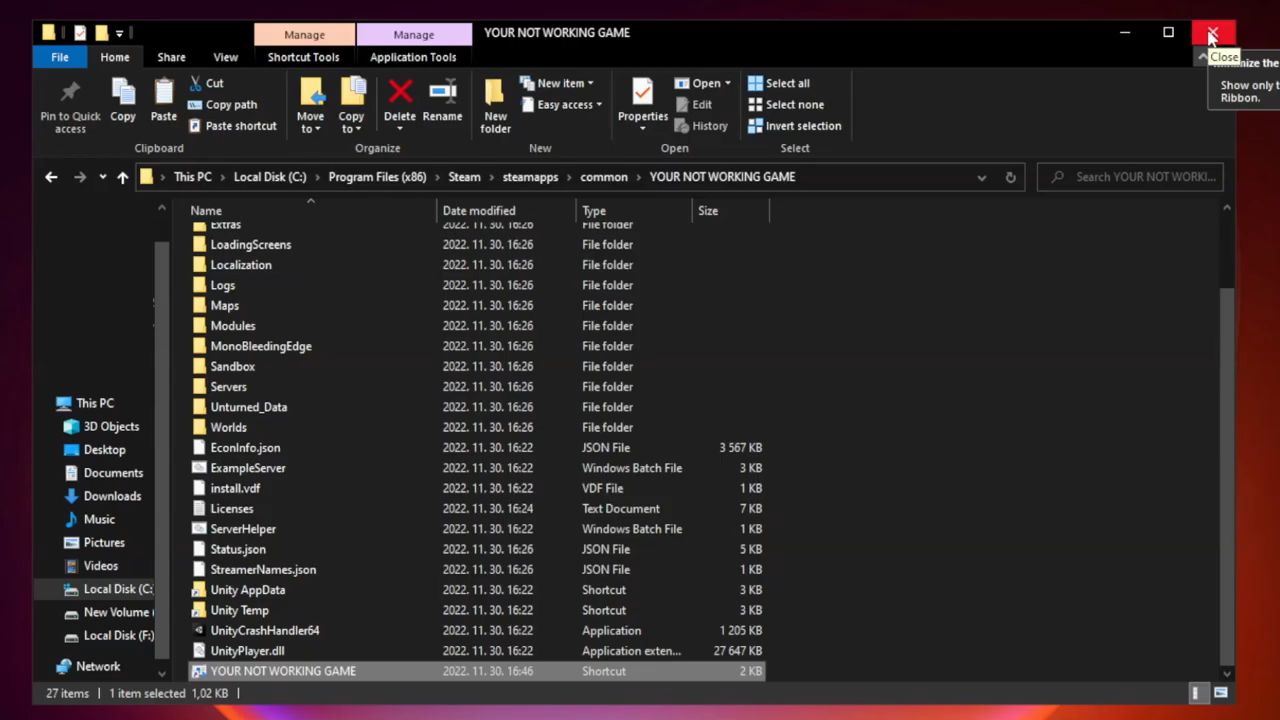 Manage
Manage
YOUR NOT WORKING GAME
File
Home
Share
View
Shortcut Tools
Application Tools
Close
Pin to Quick
access
Copy
Paste
Cut
Copy path
Paste shortcut
Clipboard
Move
to
Copy
to
Delete
Rename
Organize
New
folder
New item
Easy access
New
Properties
Open
Edit
History
Open
Select all
Select none
Invert selection
Select
the
Show only t
Ribbon.
This PC > Local Disk (C:) > Program Files (x86) > Steam > steamapps > common > YOUR NOT WORKING GAME
Search YOUR NOT WORKI...
Name Date modified Type Size
Extras 2022. 11. 30. 16:26 File folder
LoadingScreens 2022. 11. 30. 16:26 File folder
Localization 2022. 11. 30. 16:26 File folder
Logs 2022. 11. 30. 16:26 File folder
Maps 2022. 11. 30. 16:26 File folder
Modules 2022. 11. 30. 16:26 File folder
MonoBleedingEdge 2022. 11. 30. 16:26 File folder
Sandbox 2022. 11. 30. 16:26 File folder
Servers 2022. 11. 30. 16:26 File folder
Unturned_Data 2022. 11. 30. 16:26 File folder
Worlds 2022. 11. 30. 16:26 File folder
EconInfo.json 2022. 11. 30. 16:22 JSON File 3 567 KB
ExampleServer 2022. 11. 30. 16:22 Windows Batch File 3 KB
install.vdf 2022. 11. 30. 16:22 VDF File 1 KB
Licenses 2022. 11. 30. 16:24 Text Document 7 KB
ServerHelper 2022. 11. 30. 16:22 Windows Batch File 1 KB
Status.json 2022. 11. 30. 16:26 JSON File 5 KB
StreamerNames.json 2022. 11. 30. 16:26 JSON File 1 KB
Unity AppData 2022. 11. 30. 16:22 Shortcut 3 KB
Unity Temp 2022. 11. 30. 16:22 Shortcut 3 KB
UnityCrashHandler64 2022. 11. 30. 16:22 Application 1 205 KB
UnityPlayer.dll 2022. 11. 30. 16:22 Application exten... 27 647 KB
YOUR NOT WORKING GAME 2022. 11. 30. 16:46 Shortcut 2 KB
This PC
3D Objects
Desktop
Documents
Downloads
Music
Pictures
Videos
Local Disk (C:
New Volume (
Local Disk (F:)
Network
27 items
1 item selected 1,02 KB